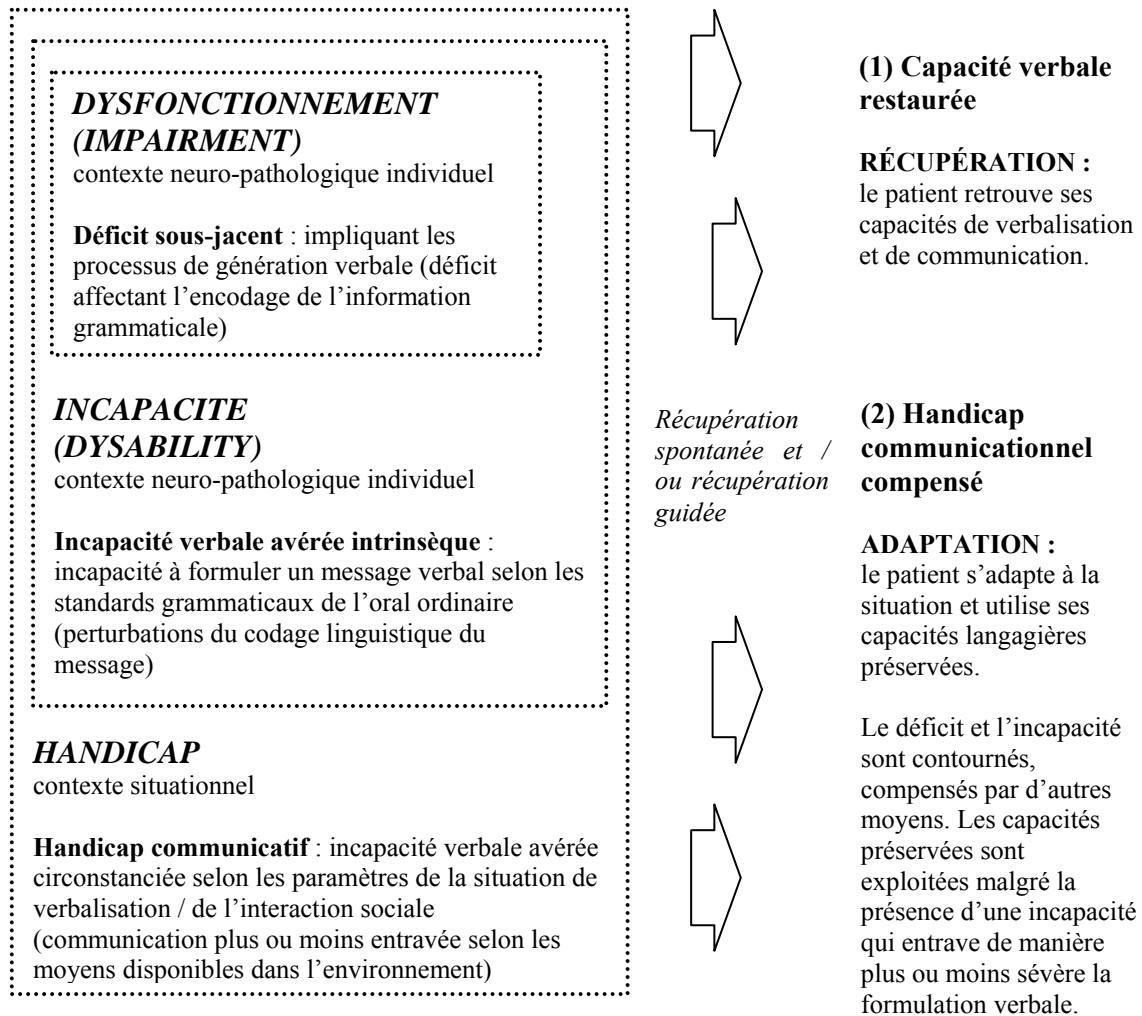 DYSFONCTIONNEMENT
(IMPAIRMENT)
contexte neuro-pathologique individuel
Déficit sous-jacent : impliquant les
processus de génération verbale (déficit
affectant l’encodage de l’information
grammaticale)
INCAPACITE
(DYSABILITY)
contexte neuro-pathologique individuel
Incapacité verbale avérée intrinsèque :
incapacité à formuler un message verbal selon les
standards grammaticaux de l’oral ordinaire
(perturbations du codage linguistique du
message)
HANDICAP
contexte situationnel
Handicap communicatif : incapacité verbale avérée
circonstanciée selon les paramètres de la situation de
verbalisation / de l’interaction sociale
(communication plus ou moins entravée selon les
moyens disponibles dans l’environnement)
Récupération
spontanée et /
ou récupération
guidée
(1) Capacité verbale
restaurée
RÉCUPÉRATION :
le patient retrouve ses
capacités de verbalisation
et de communication.
(2) Handicap
communicationnel
compensé
ADAPTATION :
le patient s’adapte à la
situation et utilise ses
capacités langagières
préservées.
Le déficit et l’incapacité
sont contournés,
compensés par d’autres
moyens. Les capacités
préservées sont
exploitées malgré la
présence d’une incapacité
qui entrave de manière
plus ou moins sévère la
formulation verbale.